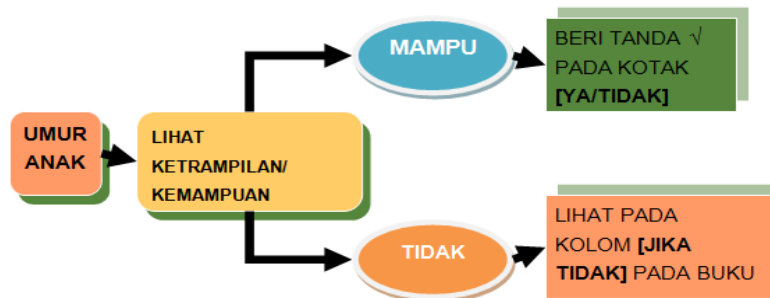 UMUR
ANAK
LIHAT
KETRAMPILAN/
KEMAMPUAN
MAMPU
BERI TANDA √
PADA KOTAK
[YA/TIDAK]
TIDAK
LIHAT PADA
KOLOM [JIKA
TIDAK] PADA BUKU